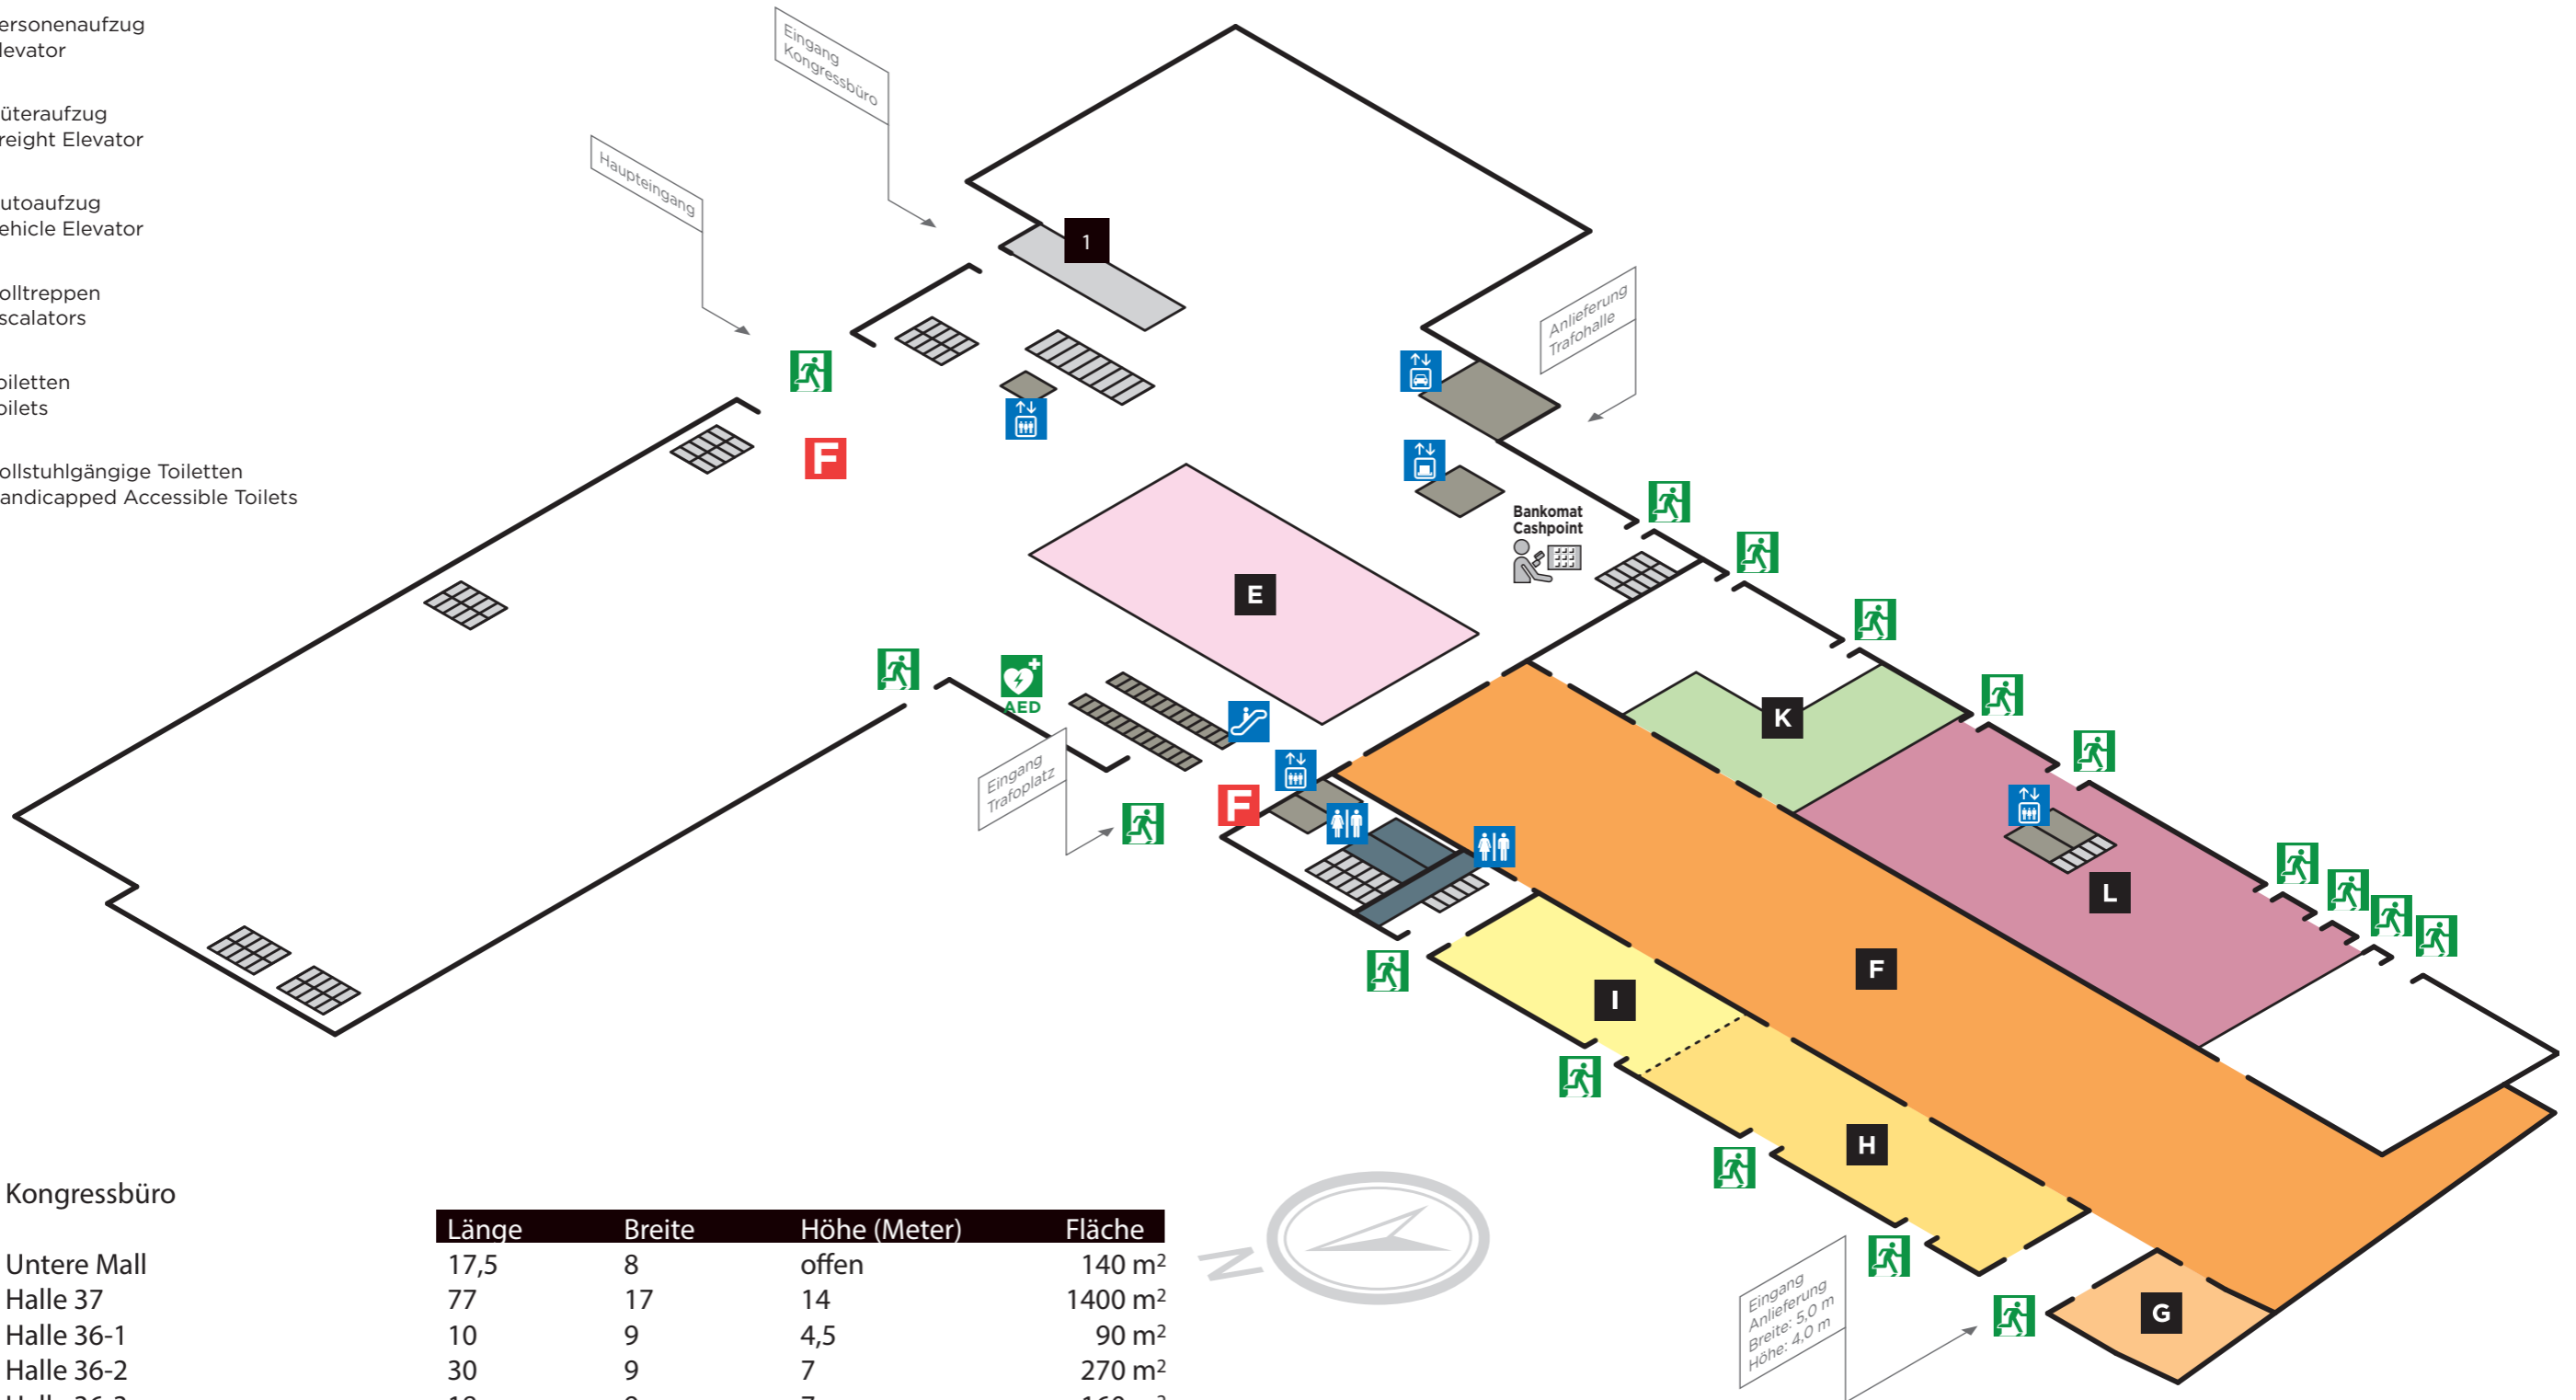 ersonenaufzug
levator
üteraufzug
reight Elevator
utoaufzug
ehicle Elevator
olltreppen
scalators
oiletten
oilets
ollstuhlgängige Toiletten
andicapped Accessible Toilets
Eingang
Kongressbüro
Haupteingang
1
Anlieferung
Trafohalle
F
Bankomat
Cashpoint
E
AED
K
Eingang
Trafoplatz
F
L
F
I
H
G
Eingang
Anlieferung
Breite: 5,0 m
Höhe: 4,0 m
N
Kongressbüro
Länge Breite Höhe (Meter) Fläche
Untere Mall 17,5 8 offen 140 m²
Halle 37 77 17 14 1400 m²
Halle 36-1 10 9 4,5 90 m²
Halle 36-2 30 9 7 270 m²